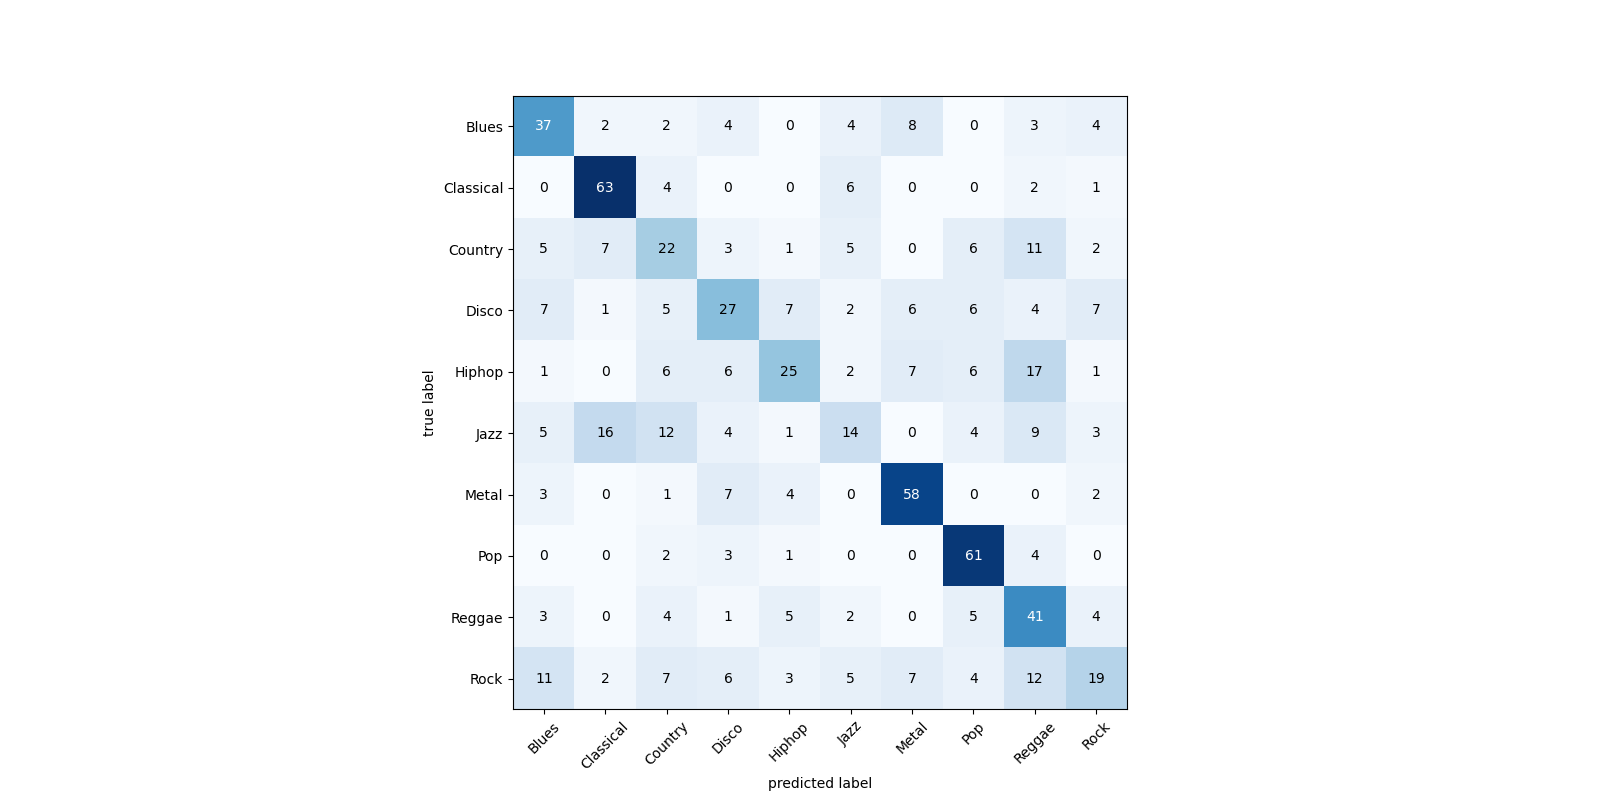 Blues 37 2 2 4 0 4 8 0 3 4
Classical 0 63 4 0 0 6 0 0 2 1
Country 5 7 22 3 1 5 0 6 11 2
Disco 7 1 5 27 7 2 6 6 4 7
Hiphop 1 0 6 6 25 2 7 6 17 1
true label
Jazz 5 16 12 4 1 14 0 4 9 3
Metal 3 0 1 7 4 0 58 0 0 2
Pop 0 0 2 3 1 0 0 61 4 0
Reggae 3 0 4 1 5 2 0 5 41 4
Rock 11 2 7 6 3 5 7 4 12 19
Blues Classical Country Disco Hiphop Jazz Metal Pop Reggae Rock
predicted label